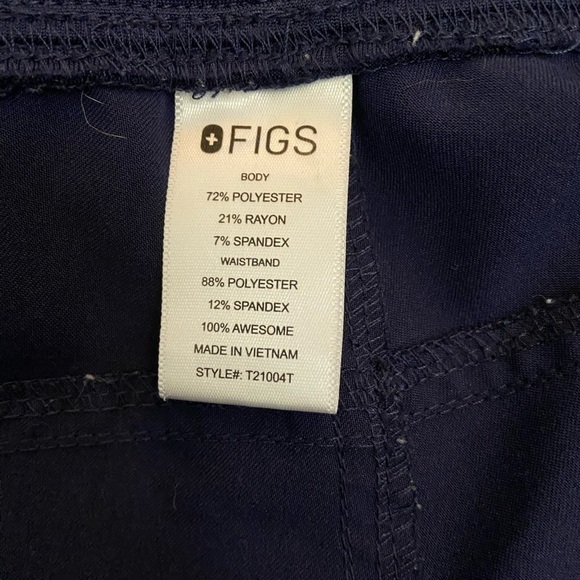 FIGS
BODY
72% POLYESTER
21% RAYON
7% SPANDEX
WAISTBAND
88% POLYESTER
12% SPANDEX
100% AWESOME
MADE IN VIETNAM
STYLE#: T21004T